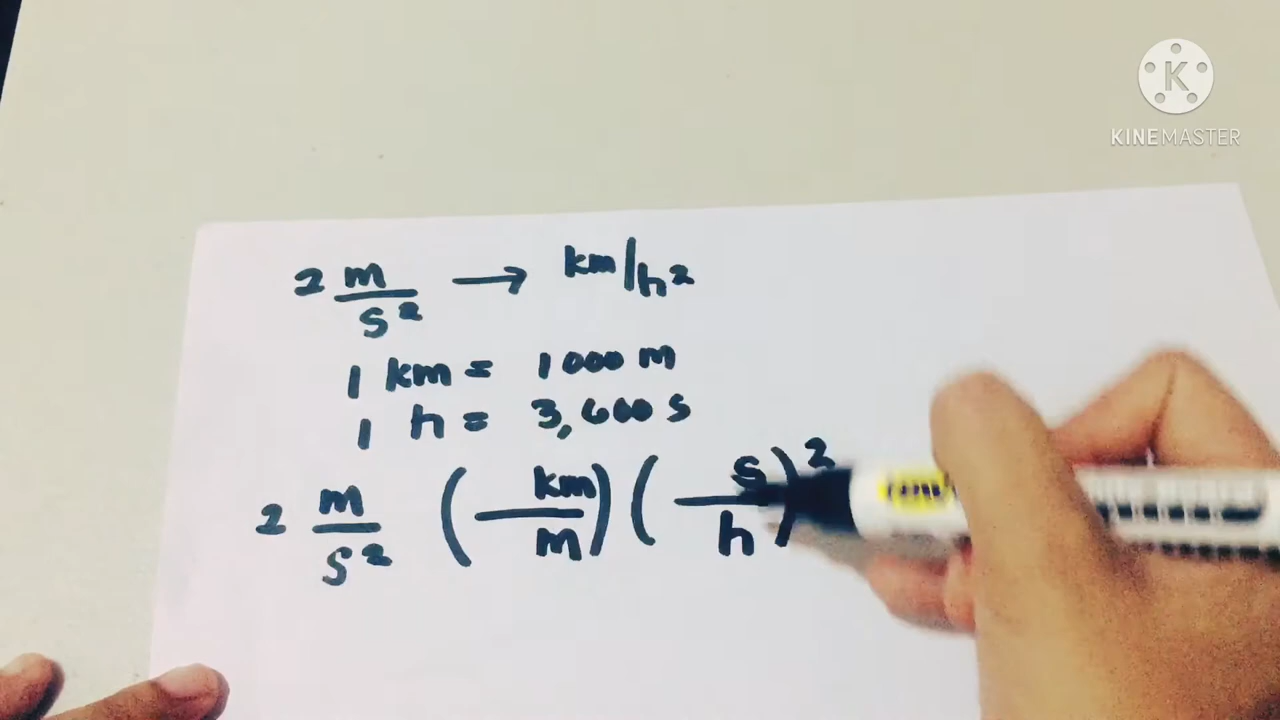 K
KINEMASTER
2 m/s² → km/h²
1 km = 1000 m
1 h = 3,600 s
2 m/s² (km/m) (s/h)²